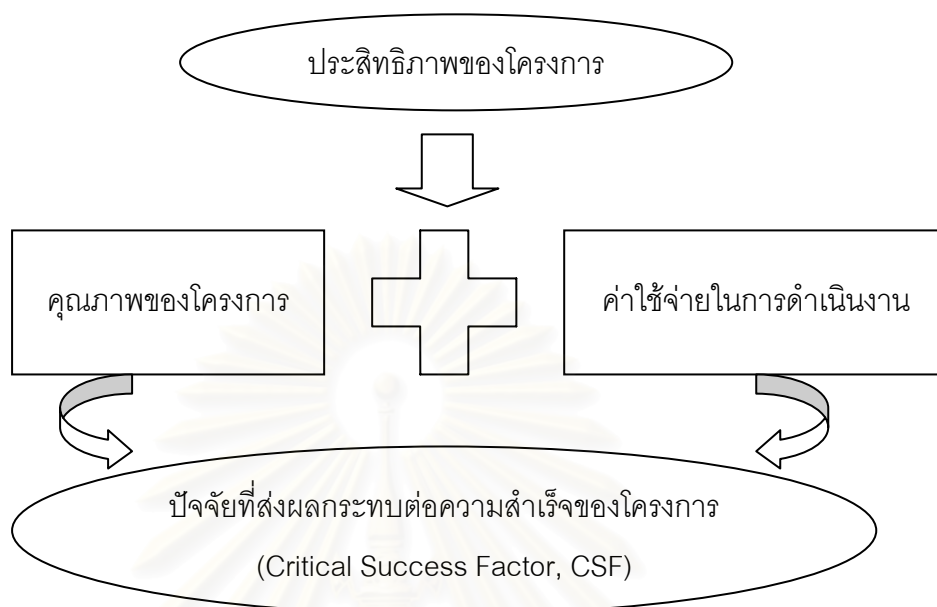 ประสิทธิภาพของโครงการ
คุณภาพของโครงการ
ค่าใช้จ่ายในการดำเนินงาน
ปัจจัยที่ส่งผลกระทบต่อความสำเร็จของโครงการ
(Critical Success Factor, CSF)